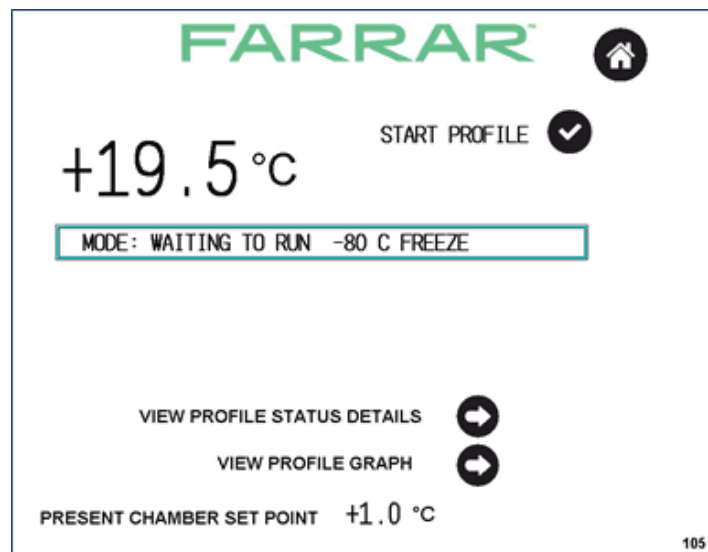 FARRAR™
START PROFILE
+19.5 °C
MODE: WAITING TO RUN -80 C FREEZE
VIEW PROFILE STATUS DETAILS
VIEW PROFILE GRAPH
PRESENT CHAMBER SET POINT +1.0 °C
105